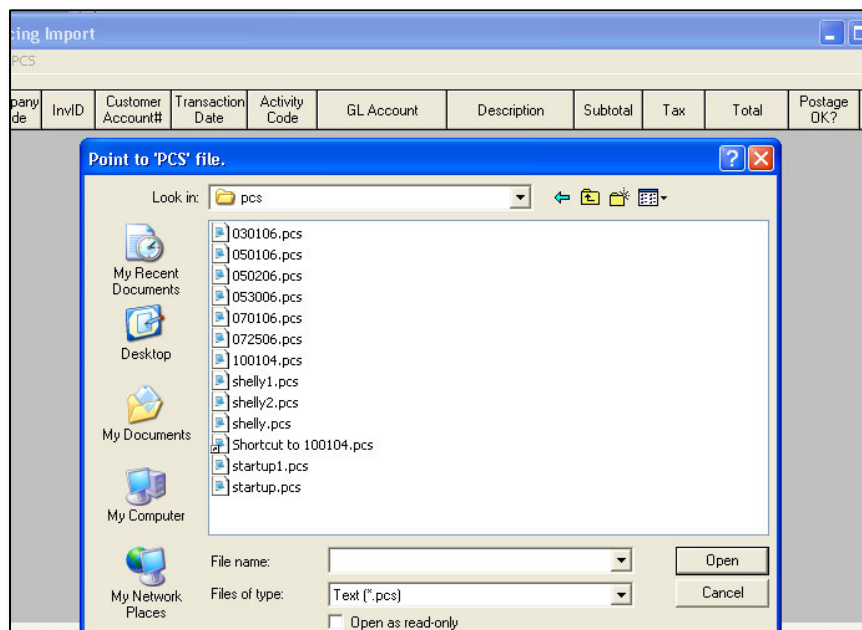 cing Import
PCS
pany de InvID Customer Account# Transaction Date Activity Code GL Account Description Subtotal Tax Total Postage OK?
Point to 'PCS' file.
Look in: pcs
My Recent Documents
Desktop
My Documents
My Computer
My Network Places
030106.pcs
050106.pcs
050206.pcs
053006.pcs
070106.pcs
072506.pcs
100104.pcs
shelly1.pcs
shelly2.pcs
shelly.pcs
Shortcut to 100104.pcs
startup1.pcs
startup.pcs
File name: Open
Files of type: Text (*.pcs) Cancel
Open as read-only